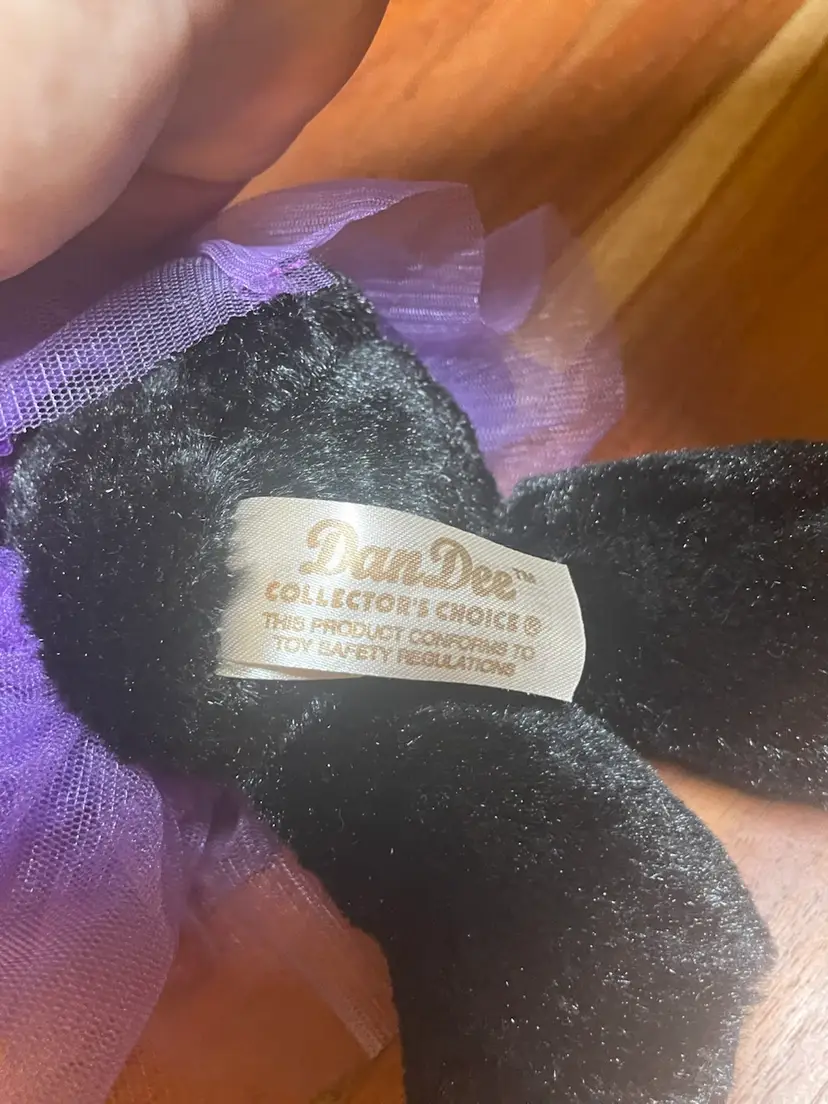 DanDee™
COLLECTOR'S CHOICE ®
THIS PRODUCT CONFORMS TO
TOY SAFETY REGULATIONS